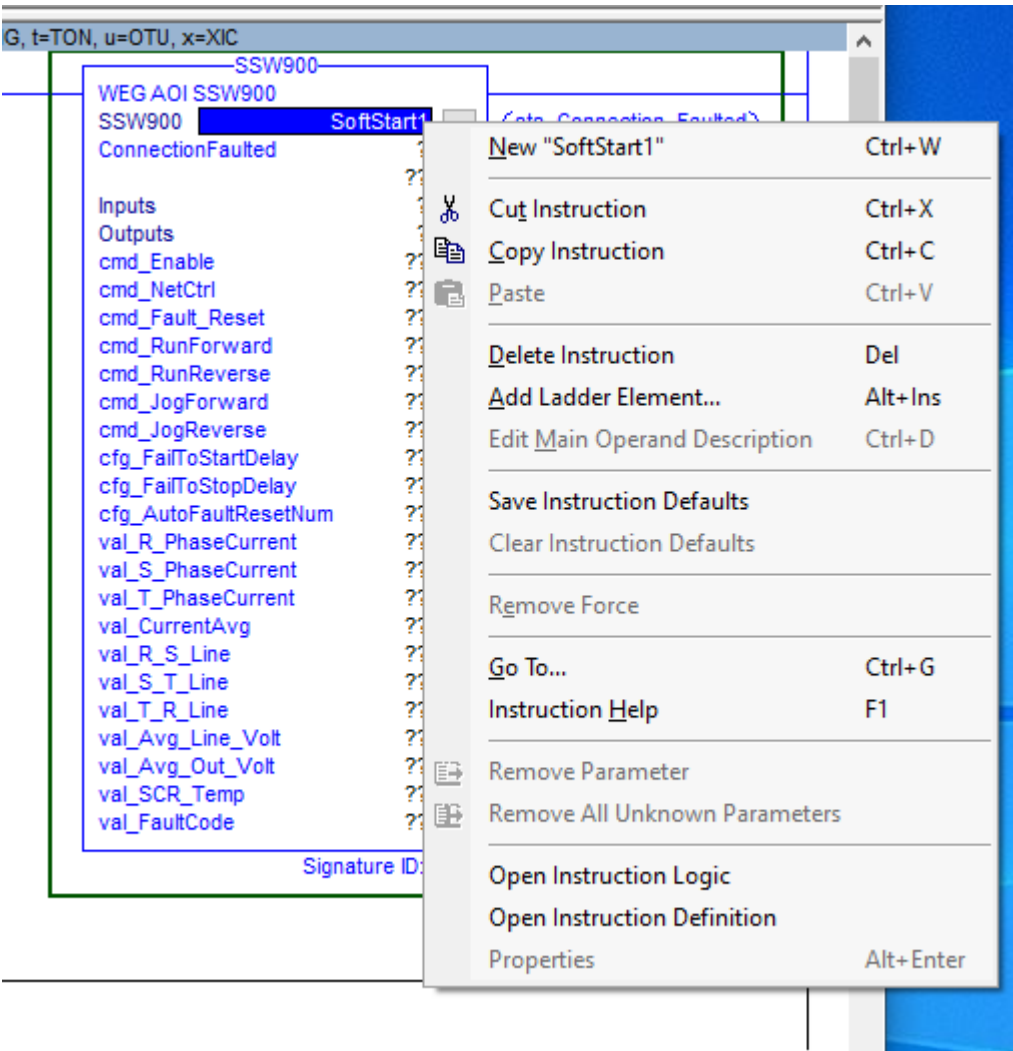 G, t=TON, u=OTU, x=XIC
SSW900
WEG AOI SSW900
SSW900 SoftStart1
ConnectionFaulted ?
??
Inputs ?
Outputs ?
cmd_Enable ??
cmd_NetCtrl ??
cmd_Fault_Reset ??
cmd_RunForward ??
cmd_RunReverse ??
cmd_JogForward ??
cmd_JogReverse ??
cfg_FailToStartDelay ??
cfg_FailToStopDelay ??
cfg_AutoFaultResetNum ??
val_R_PhaseCurrent ??
val_S_PhaseCurrent ??
val_T_PhaseCurrent ??
val_CurrentAvg ??
val_R_S_Line ??
val_S_T_Line ??
val_T_R_Line ??
val_Avg_Line_Volt ??
val_Avg_Out_Volt ??
val_SCR_Temp ??
val_FaultCode ??
Signature ID:
New "SoftStart1" Ctrl+W
Cut Instruction Ctrl+X
Copy Instruction Ctrl+C
Paste Ctrl+V
Delete Instruction Del
Add Ladder Element... Alt+Ins
Edit Main Operand Description Ctrl+D
Save Instruction Defaults
Clear Instruction Defaults
Remove Force
Go To... Ctrl+G
Instruction Help F1
Remove Parameter
Remove All Unknown Parameters
Open Instruction Logic
Open Instruction Definition
Properties Alt+Enter